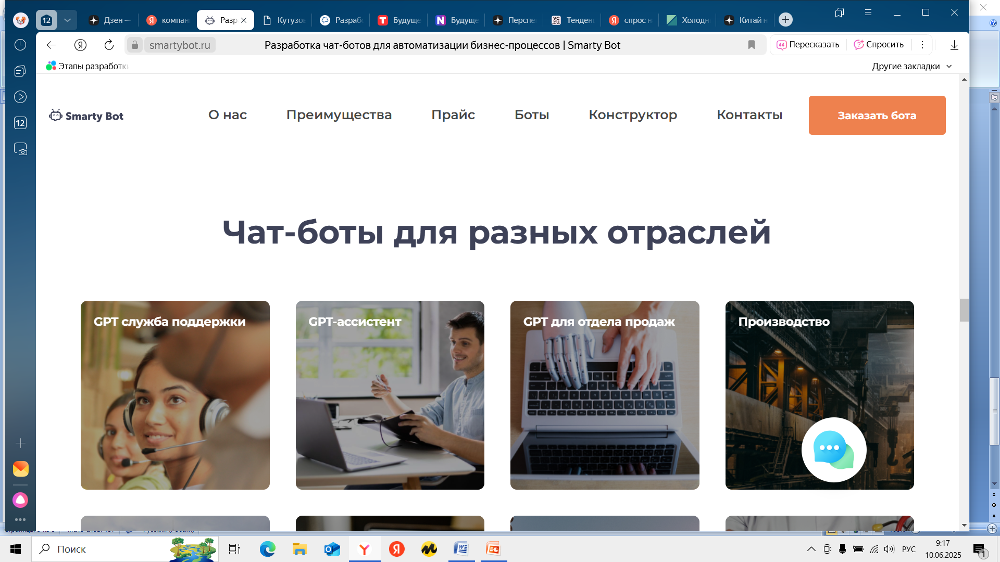 12
Дзен —
компан
Разр
Кутузо
Разраб
Будуще
Будуще
Перспе
Тенден
спрос н
Холодн
Китай н
smartybot.ru
Разработка чат-ботов для автоматизации бизнес-процессов | Smarty Bot
Пересказать
Спросить
Этапы разработки
Другие закладки
12
Smarty Bot
О нас
Преимущества
Прайс
Боты
Конструктор
Контакты
Заказать бота
Чат-боты для разных отраслей
GPT служба поддержки
GPT-ассистент
GPT для отдела продаж
Производство
Поиск
РУС
9:17
10.06.2025
1